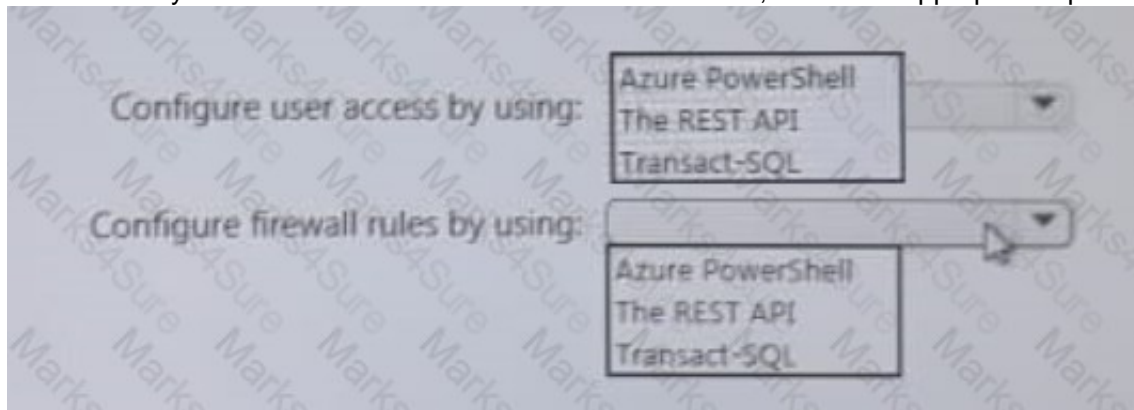 Configure user access by using:
Azure PowerShell
The REST API
Transact-SQL
Configure firewall rules by using:
Azure PowerShell
The REST API
Transact-SQL
Marks4Sure